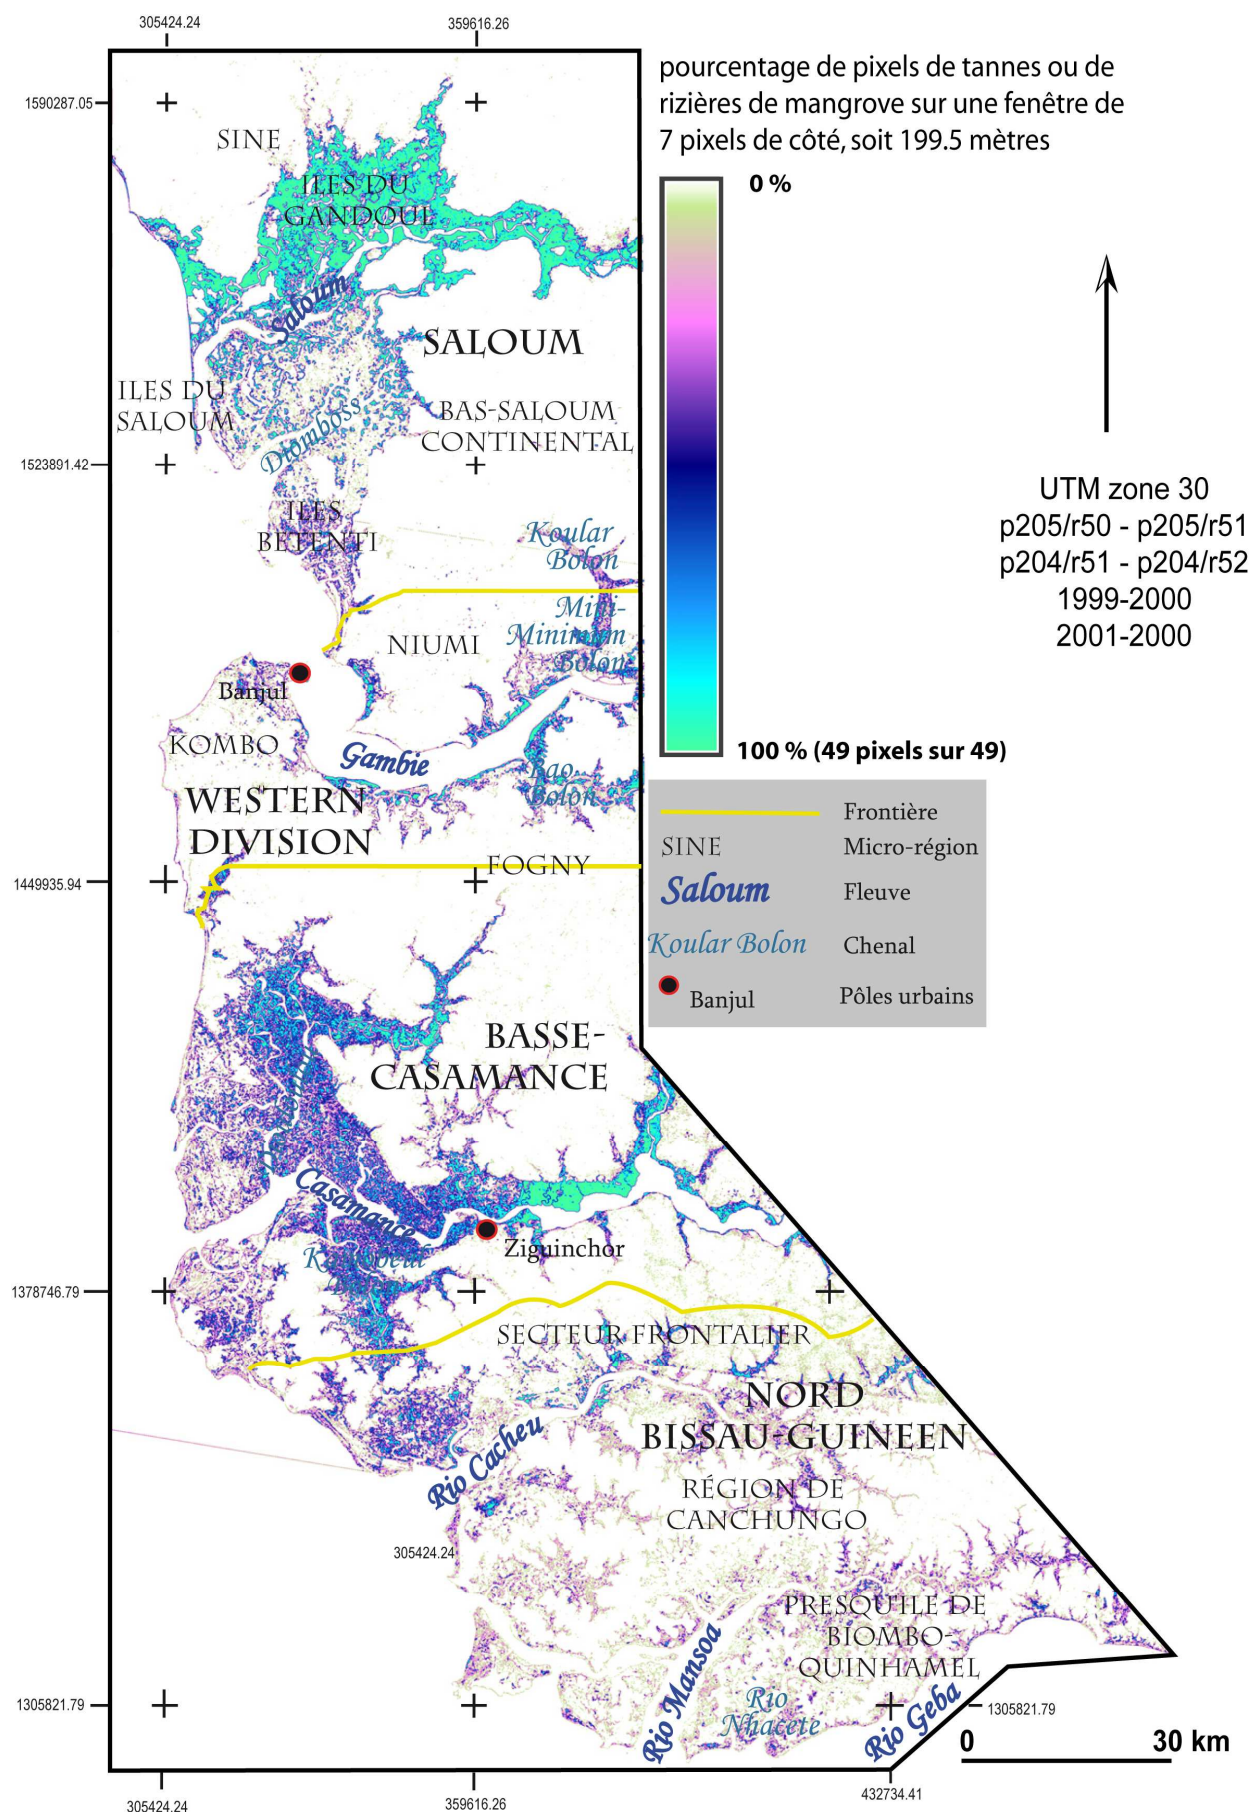 305424.24
359616.26
1590287.05
pourcentage de pixels de tannes ou de
rizières de mangrove sur une fenêtre de
7 pixels de côté, soit 199.5 mètres
0 %
SINE
ILES DU
GANDOUL
Saloum
SALOUM
ILES DU
SALOUM
BAS-SALOUM
CONTINENTAL
Diomboss
1523891.42
UTM zone 30
p205/r50 - p205/r51
p204/r51 - p204/r52
1999-2000
2001-2000
ILES
BETENTI
Koular
Bolon
Mini-
Minimum
Bolon
NIUMI
Banjul
KOMBO
Gambie
Bao
Bolon
100 % (49 pixels sur 49)
WESTERN
DIVISION
Frontière
SINE
Micro-région
Saloum
Fleuve
Koular Bolon
Chenal
Banjul
Pôles urbains
FOGNY
1449935.94
BASSE-
CASAMANCE
Casamance
Ziguinchor
1378746.79
SECTEUR FRONTALIER
NORD
BISSAU-GUINEEN
Rio Cacheu
RÉGION DE
CANCHUNGO
305424.24
PRESQUILE DE
BIOMBO-
QUINHAMEL
Rio Mansoa
Rio
Nhacete
Rio Geba
1305821.79
1305821.79
0
30 km
305424.24
359616.26
432734.41